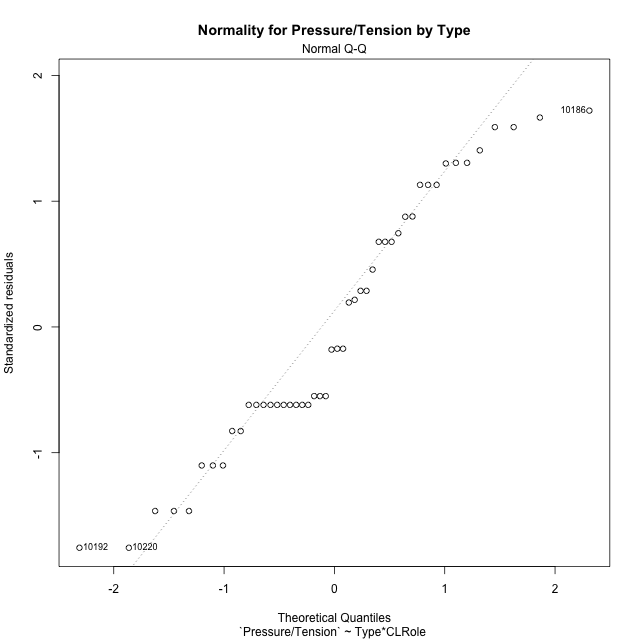 Normality for Pressure/Tension by Type
Normal Q-Q
2
1
0
-1
Standardized residuals
10186
10192
10220
-2
-1
0
1
2
Theoretical Quantiles
`Pressure/Tension` ~ Type*CLRole